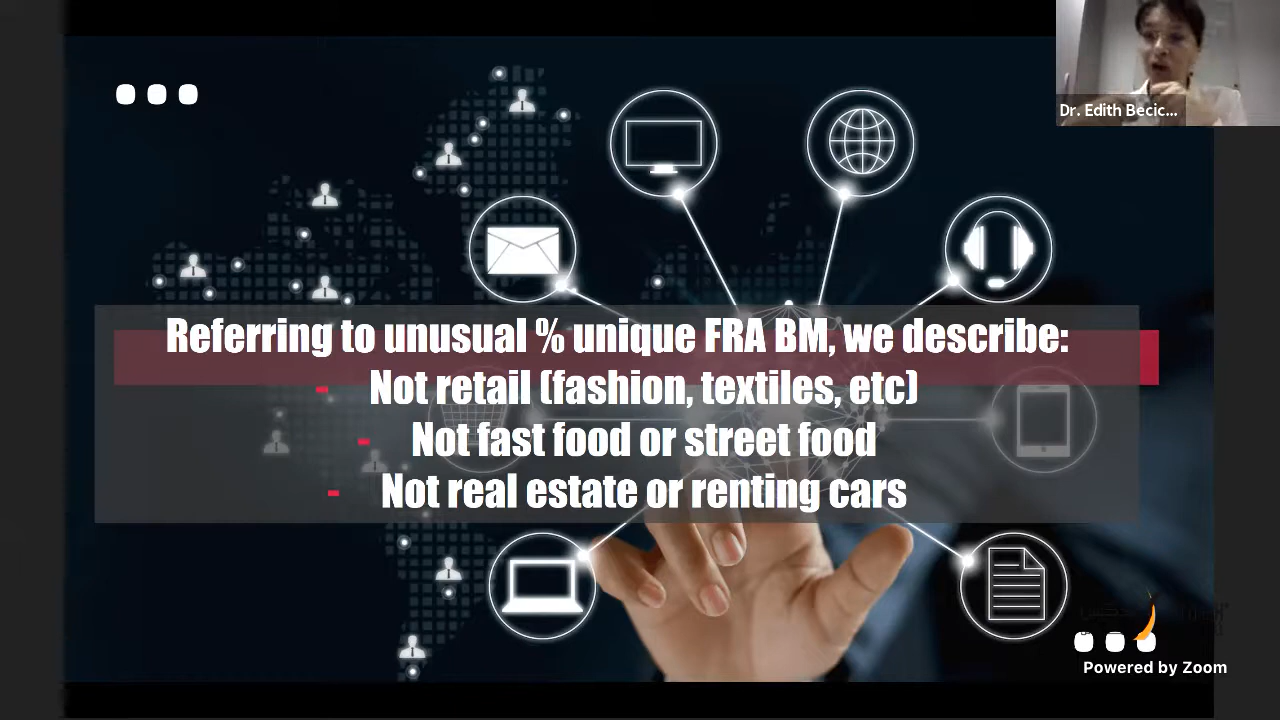 Dr. Edith Becic...
Referring to unusual % unique FRA BM, we describe:
- Not retail (fashion, textiles, etc)
- Not fast food or street food
- Not real estate or renting cars
Powered by Zoom